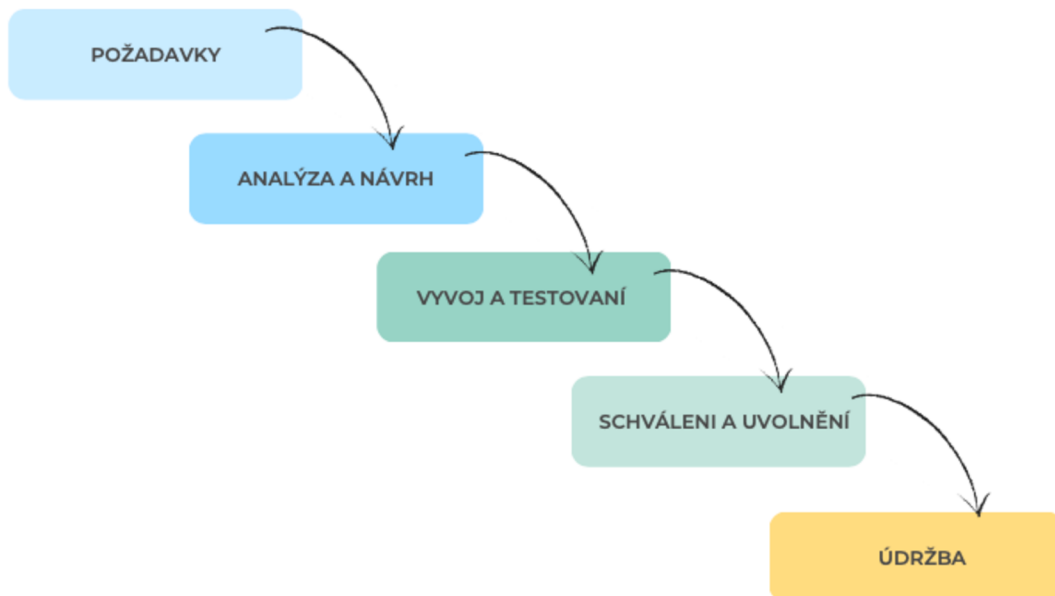 POŽADAVKY
ANALÝZA A NÁVRH
VYVOJ A TESTOVANÍ
SCHVÁLENI A UVOLNĚNÍ
ÚDRŽBA